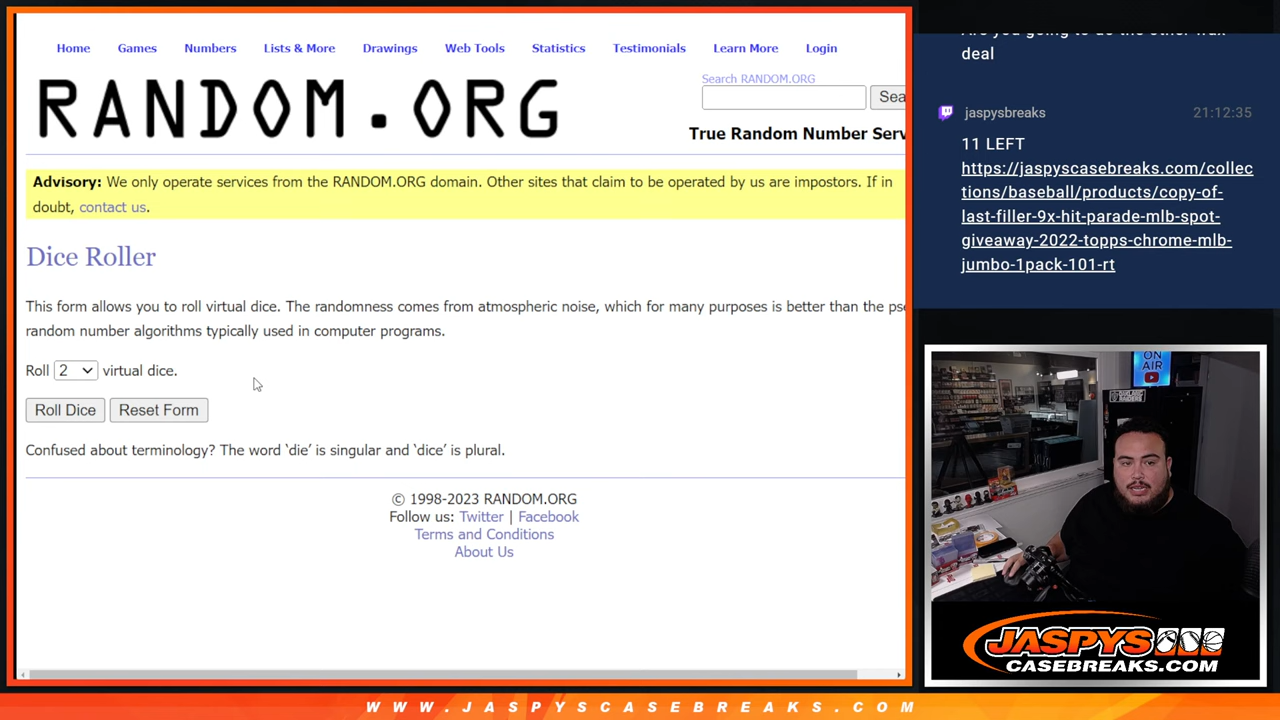 Home Games Numbers Lists & More Drawings Web Tools Statistics Testimonials Learn More Login
RANDOM.ORG
Search RANDOM.ORG
Sea
True Random Number Serv
Advisory: We only operate services from the RANDOM.ORG domain. Other sites that claim to be operated by us are impostors. If in
doubt, contact us.
Dice Roller
This form allows you to roll virtual dice. The randomness comes from atmospheric noise, which for many purposes is better than the pse
random number algorithms typically used in computer programs.
Roll 2 virtual dice.
Roll Dice Reset Form
Confused about terminology? The word ‘die’ is singular and ‘dice’ is plural.
© 1998-2023 RANDOM.ORG
Follow us: Twitter | Facebook
Terms and Conditions
About Us
deal
jaspysbreaks 21:12:35
11 LEFT
https://jaspyscasebreaks.com/collec
tions/baseball/products/copy-of-
last-filler-9x-hit-parade-mlb-spot-
giveaway-2022-topps-chrome-mlb-
jumbo-1pack-101-rt
ON
AIR
JASPYS
CASEBREAKS.COM
WWW.JASPYSCASEBREAKS.COM